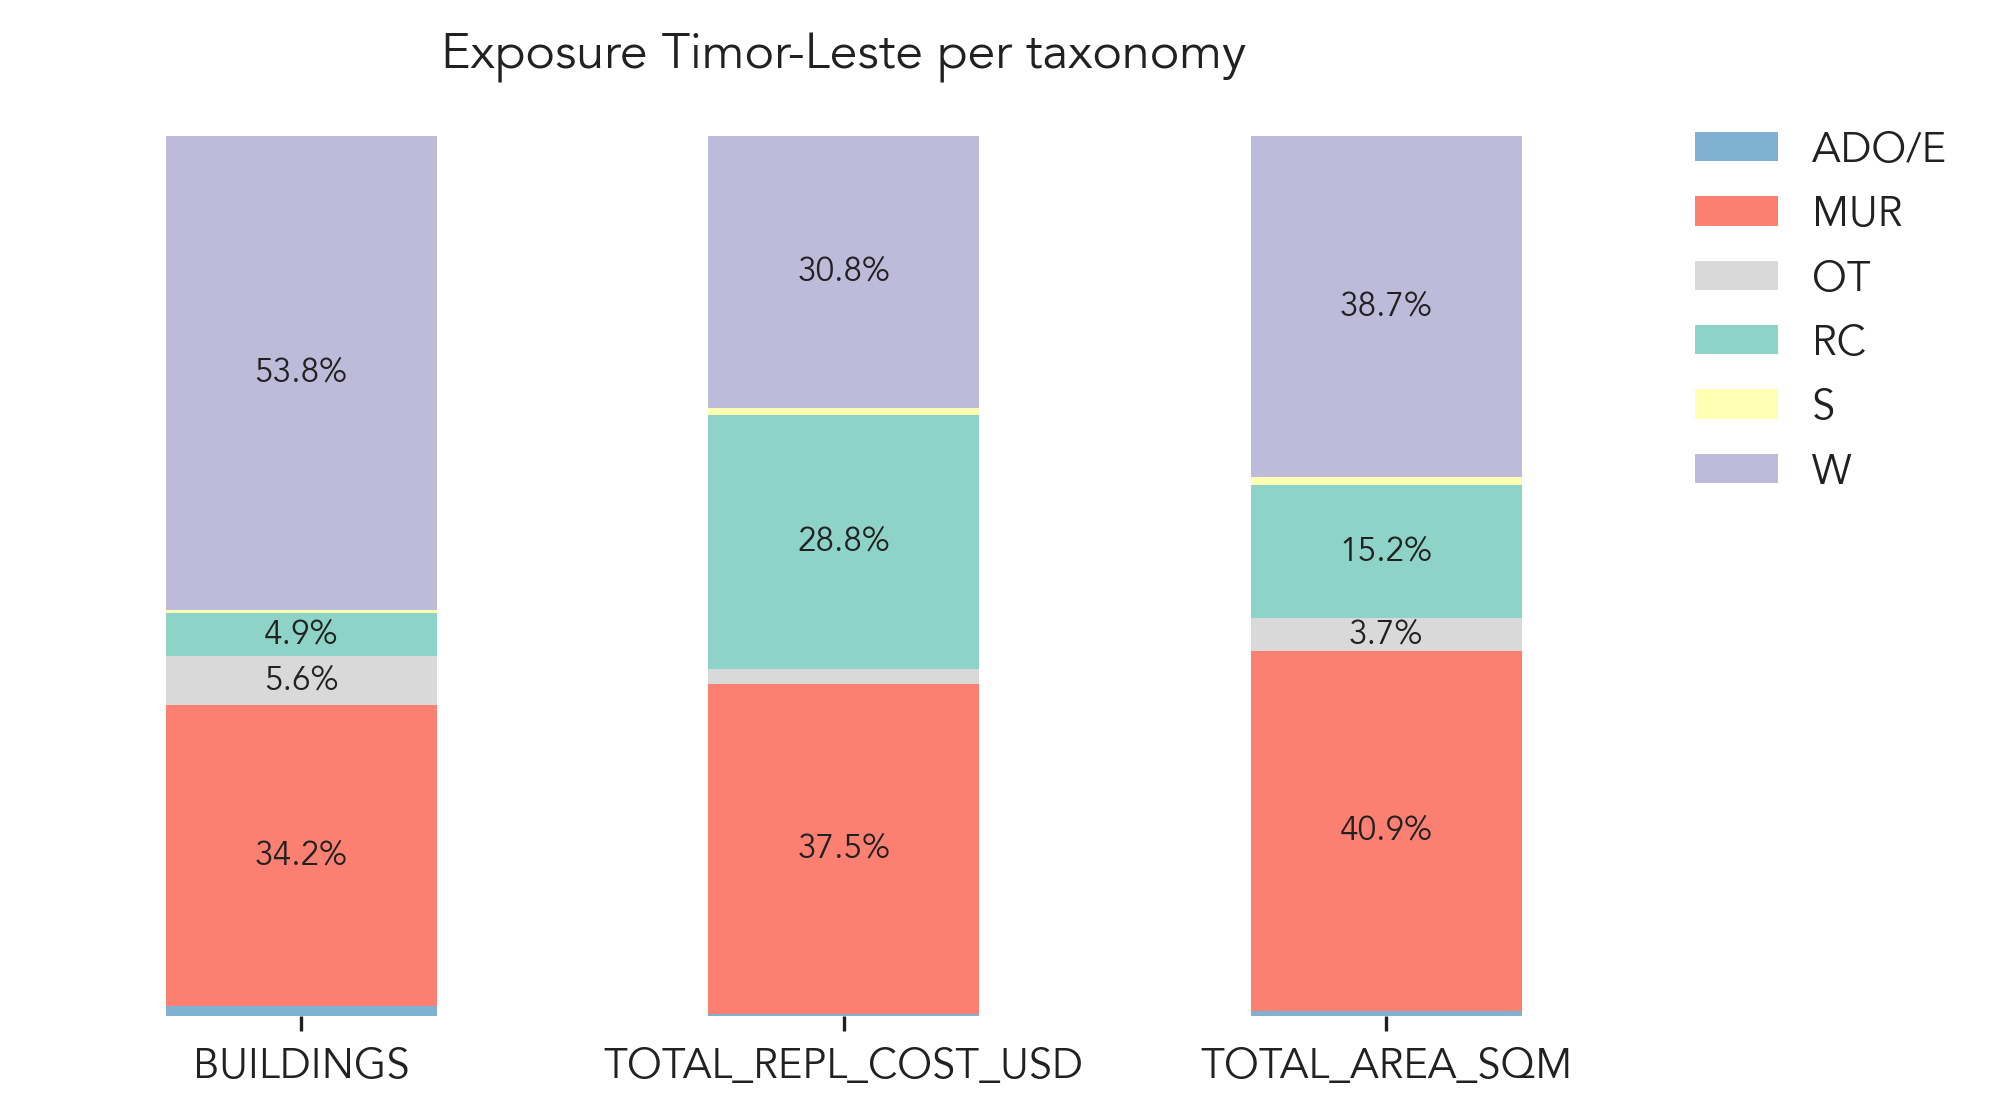 Exposure Timor-Leste per taxonomy
53.8%
4.9%
5.6%
34.2%
30.8%
28.8%
37.5%
38.7%
15.2%
3.7%
40.9%
BUILDINGS
TOTAL_REPL_COST_USD
TOTAL_AREA_SQM
ADO/E
MUR
OT
RC
S
W